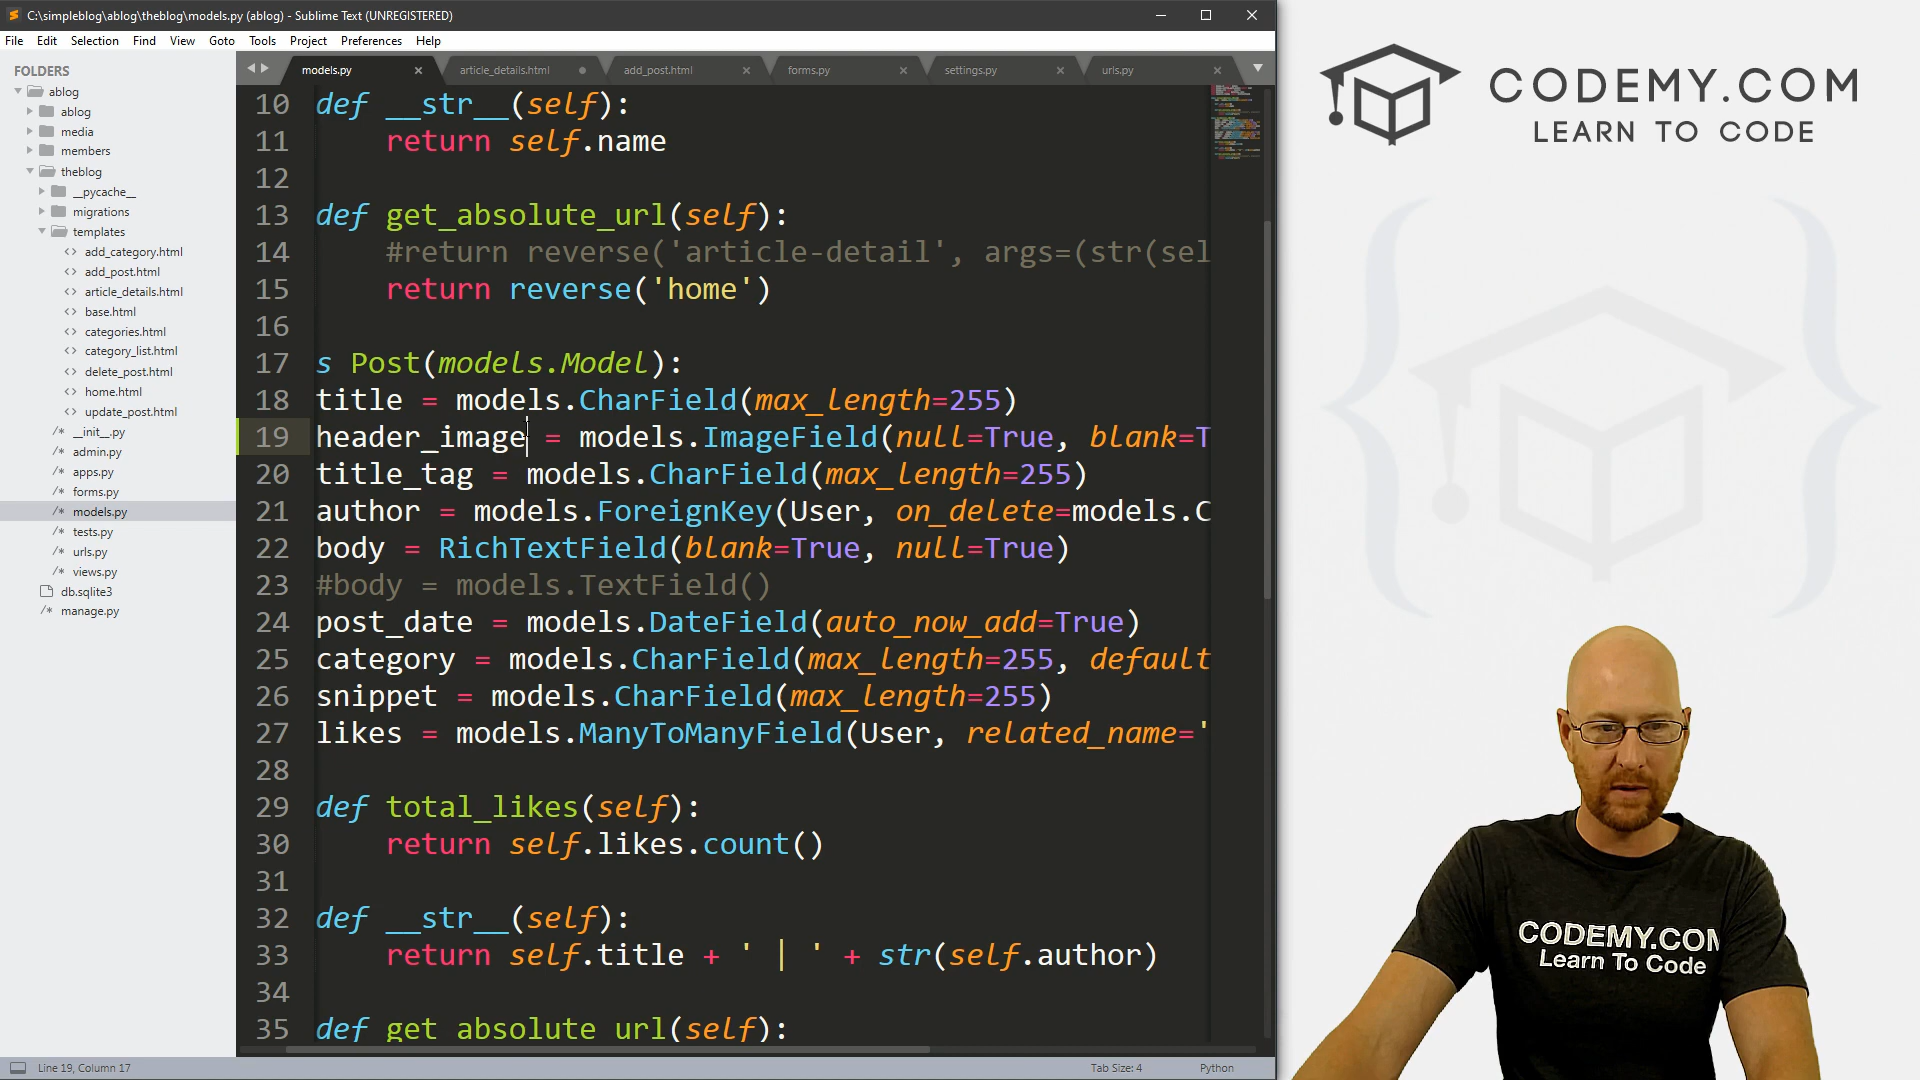 C:\simpleblog\ablog\theblog\models.py (ablog) - Sublime Text (UNREGISTERED)
File Edit Selection Find View Goto Tools Project Preferences Help
FOLDERS
ablog
ablog
media
members
theblog
__pycache__
migrations
templates
<> add_category.html
<> add_post.html
<> article_details.html
<> base.html
<> categories.html
<> category_list.html
<> delete_post.html
<> home.html
<> update_post.html
/* __init__.py
/* admin.py
/* apps.py
/* forms.py
/* models.py
/* tests.py
/* urls.py
/* views.py
db.sqlite3
/* manage.py
models.py article_details.html add_post.html forms.py settings.py urls.py
10 def __str__(self):
11 return self.name
12
13 def get_absolute_url(self):
14 #return reverse('article-detail', args=(str(sel
15 return reverse('home')
16
17 s Post(models.Model):
18 title = models.CharField(max_length=255)
19 header_image = models.ImageField(null=True, blank=T
20 title_tag = models.CharField(max_length=255)
21 author = models.ForeignKey(User, on_delete=models.C
22 body = RichTextField(blank=True, null=True)
23 #body = models.TextField()
24 post_date = models.DateField(auto_now_add=True)
25 category = models.CharField(max_length=255, default
26 snippet = models.CharField(max_length=255)
27 likes = models.ManyToManyField(User, related_name='
28
29 def total_likes(self):
30 return self.likes.count()
31
32 def __str__(self):
33 return self.title + ' | ' + str(self.author)
34
35 def get_absolute_url(self):
Line 19, Column 17
Tab Size: 4
Python
CODEMY.COM
LEARN TO CODE
CODEMY.COM
Learn To Code